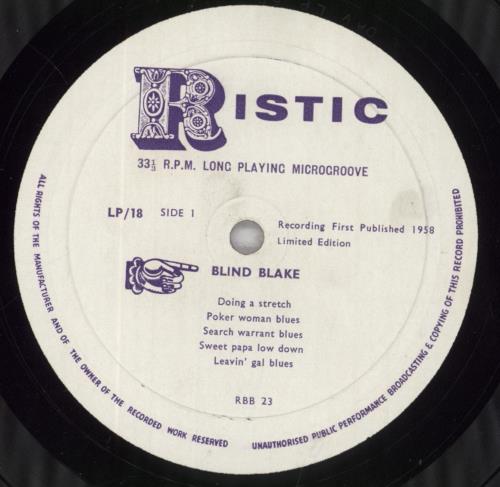 RISTIC
33⅓ R.P.M. LONG PLAYING MICROGROOVE
LP/18 SIDE 1
Recording First Published 1958
Limited Edition
BLIND BLAKE
Doing a stretch
Poker woman blues
Search warrant blues
Sweet papa low down
Leavin' gal blues
RBB 23
ALL RIGHTS OF THE MANUFACTURER AND OF THE OWNER OF THE RECORDED WORK RESERVED
UNAUTHORISED PUBLIC PERFORMANCE BROADCASTING & COPYING OF THIS RECORD PROHIBITED